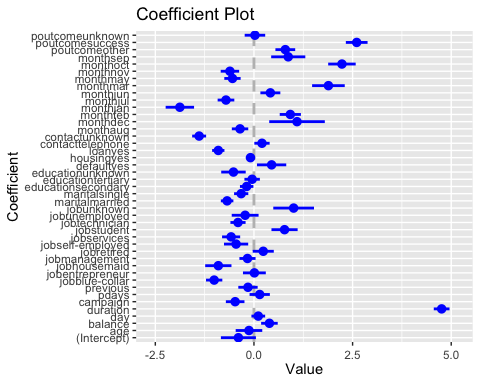 Coefficient Plot
poutcomeunknown
poutcomesuccess
poutcomeother
monthsep
monthoct
monthnov
monthmay
monthmar
monthjun
monthjul
monthjan
monthfeb
monthdec
monthaug
contactunknown
contacttelephone
loanyes
housingyes
defaultyes
educationunknown
educationtertiary
educationsecondary
maritalsingle
maritalmarried
jobunknown
jobunemployed
jobtechnician
jobstudent
jobservices
jobself-employed
jobretired
jobmanagement
jobhousemaid
jobentrepreneur
jobblue-collar
previous
pdays
campaign
duration
day
balance
age
(Intercept)
Coefficient
-2.5 0.0 2.5 5.0
Value